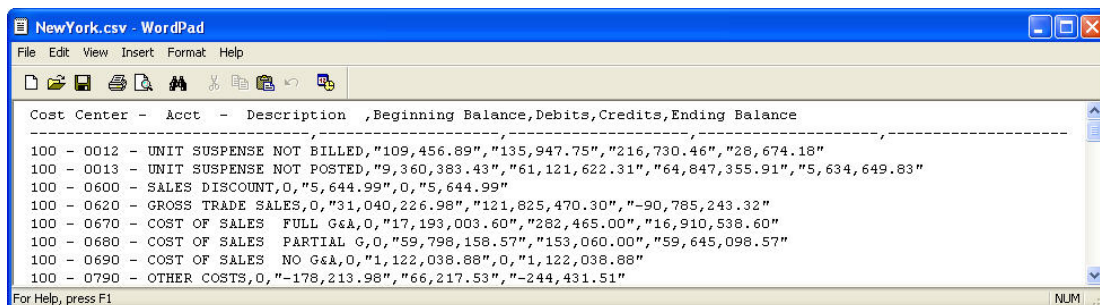 NewYork.csv - WordPad
File Edit View Insert Format Help
Cost Center - Acct - Description ,Beginning Balance,Debits,Credits,Ending Balance
-------------------------------,--------------------,--------------------,--------------------,--------------------
100 - 0012 - UNIT SUSPENSE NOT BILLED,"109,456.89","135,947.75","216,730.46","28,674.18"
100 - 0013 - UNIT SUSPENSE NOT POSTED,"9,360,383.43","61,121,622.31","64,847,355.91","5,634,649.83"
100 - 0600 - SALES DISCOUNT,0,"5,644.99",0,"5,644.99"
100 - 0620 - GROSS TRADE SALES,0,"31,040,226.98","121,825,470.30","-90,785,243.32"
100 - 0670 - COST OF SALES  FULL G&A,0,"17,193,003.60","282,465.00","16,910,538.60"
100 - 0680 - COST OF SALES  PARTIAL G,0,"59,798,158.57","153,060.00","59,645,098.57"
100 - 0690 - COST OF SALES  NO G&A,0,"1,122,038.88",0,"1,122,038.88"
100 - 0790 - OTHER COSTS,0,"-178,213.98","66,217.53","-244,431.51"
For Help, press F1
NUM